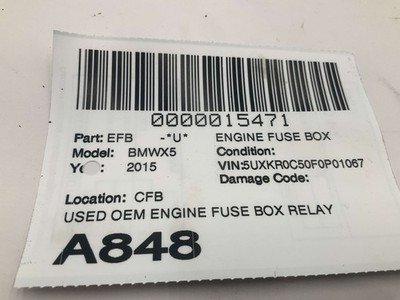 0000015471
Part: EFB -*U* ENGINE FUSE BOX
Model: BMWX5 Condition:
2015 VIN:5UXKR0C50F0P01067
Damage Code:
Location: CFB
USED OEM ENGINE FUSE BOX RELAY
A848